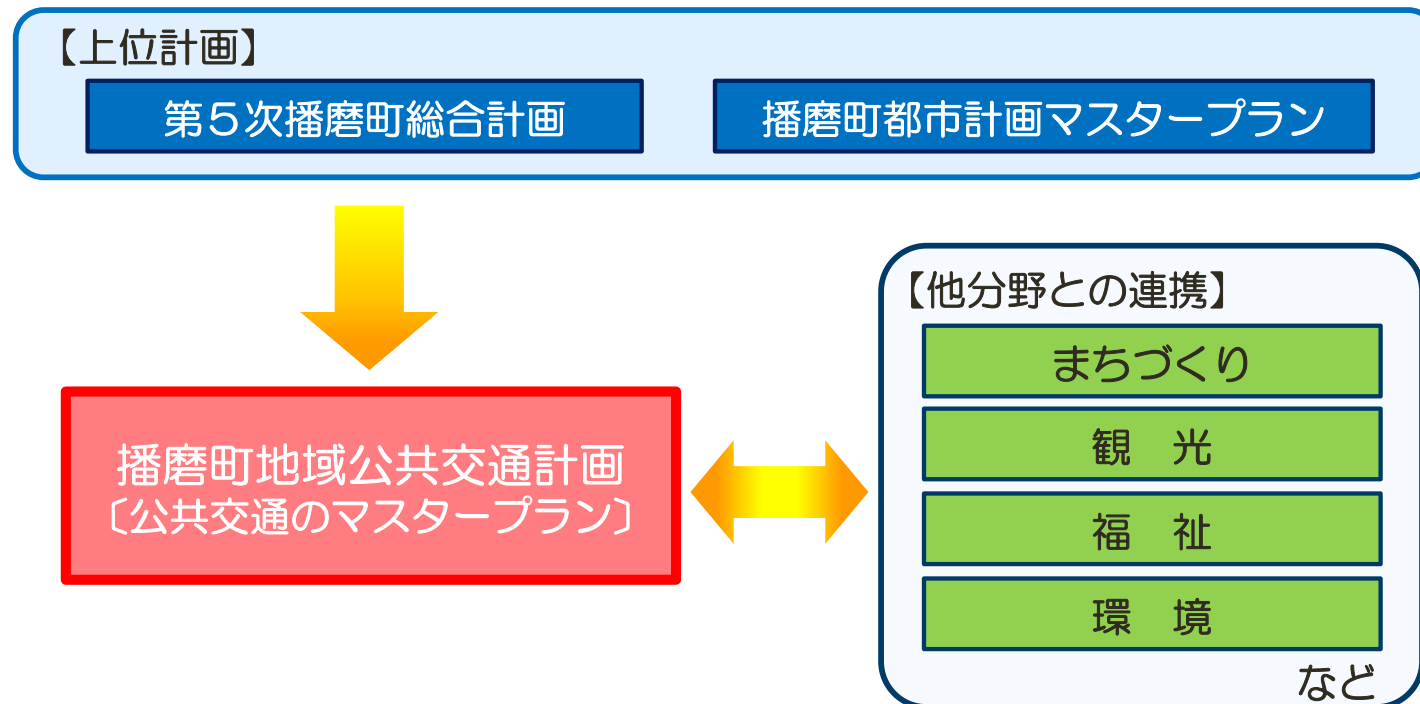 【上位計画】
第５次播磨町総合計画
播磨町都市計画マスタープラン
播磨町地域公共交通計画
〔公共交通のマスタープラン〕
【他分野との連携】
まちづくり
観　光
福　祉
環　境
など